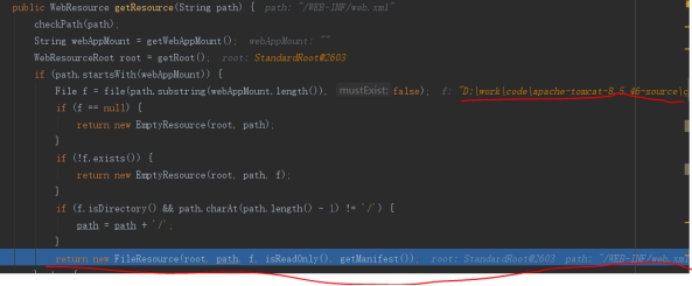 public WebResource getResource(String path) {  path: "/WEB-INF/web.xml"
checkPath(path);
String webAppMount = getWebAppMount();  webAppMount: ""
WebResourceRoot root = getRoot();  root: StandardRoot@2603
if (path.startsWith(webAppMount)) {
File f = file(path.substring(webAppMount.length()), mustExist: false);  f: "D:\work\code\apache-tomcat-8.5.46-source\c
if (f == null) {
return new EmptyResource(root, path);
}
if (!f.exists()) {
return new EmptyResource(root, path, f);
}
if (f.isDirectory() && path.charAt(path.length() - 1) != '/') {
path = path + '/';
}
return new FileResource(root, path, f, isReadOnly(), getManifest());  root: StandardRoot@2603  path: "/WEB-INF/web.xm